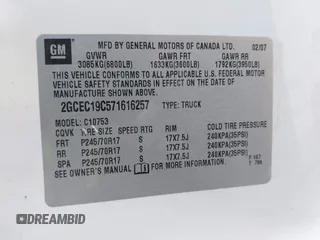 GM
MFD BY GENERAL MOTORS OF CANADA LTD.
02/07
GVWR GAWR FRT GAWR RR
3085KG(6800LB) 1633KG(3600LB) 1792KG(3950LB)
THIS VEHICLE CONFORMS TO ALL APPLICABLE U.S. FEDERAL
MOTOR VEHICLE SAFETY STANDARDS IN
EFFECT ON THE DATE OF MANUFACTURE SHOWN ABOVE.
2GCEC19C571616257 TYPE: TRUCK
MODEL: C10753
TIRE SIZE SPEED RTG RIM COLD TIRE PRESSURE
FRT P245/70R17 S 17X7.5J 240KPA(35PSI)
RR P245/70R17 S 17X7.5J 240KPA(35PSI)
SPA P245/70R17 S 17X7.5J 240KPA(35PSI)
SEE OWNER'S MANUAL FOR MORE INFORMATION.
DREAMBID